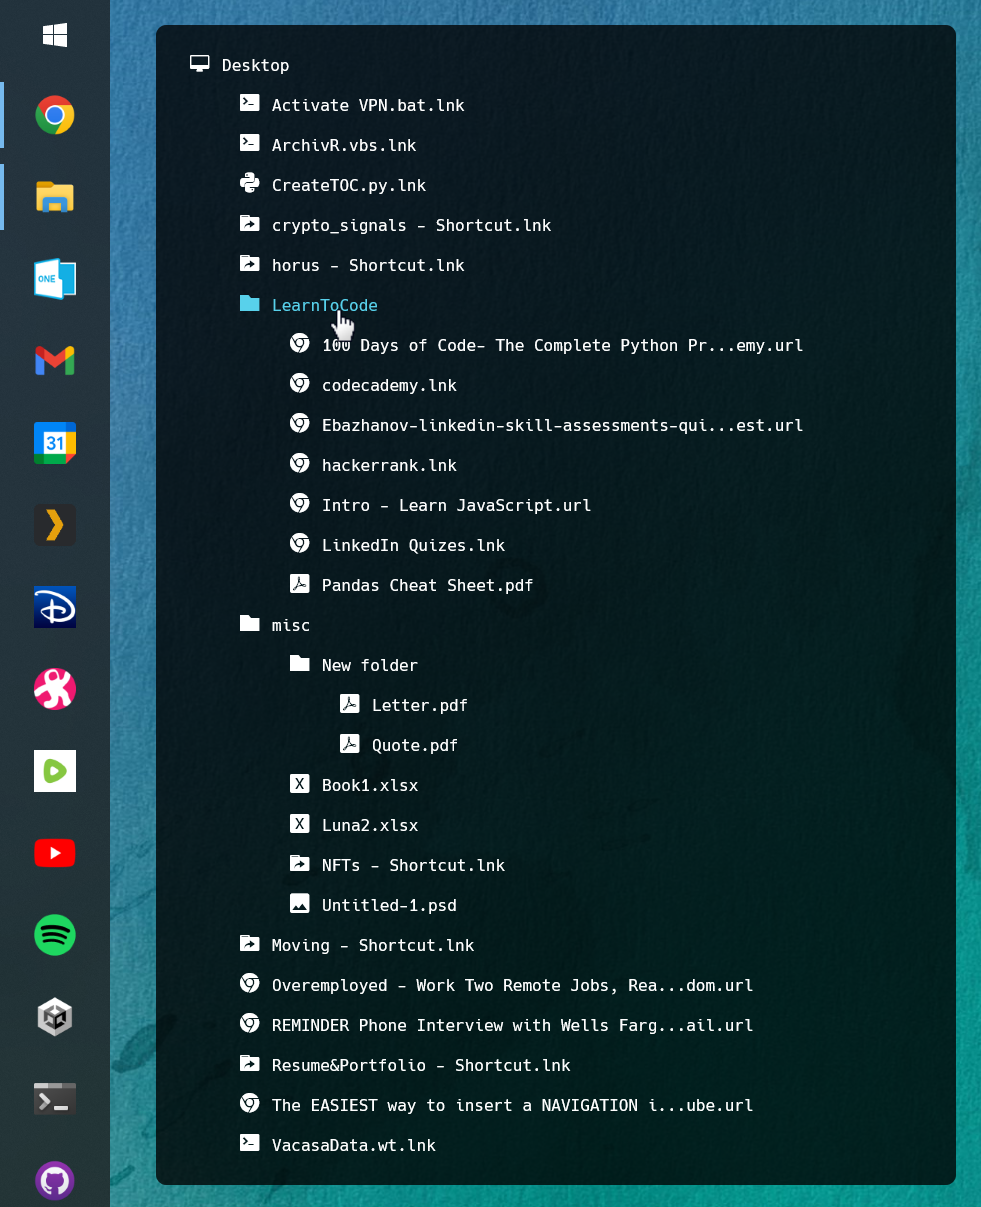 Desktop
Activate VPN.bat.lnk
ArchivR.vbs.lnk
CreateTOC.py.lnk
crypto_signals - Shortcut.lnk
horus - Shortcut.lnk
LearnToCode
100 Days of Code- The Complete Python Pr...emy.url
codecademy.lnk
ONE
Ebazhanov-linkedin-skill-assessments-qui...est.url
hackerrank.lnk
31
Intro - Learn JavaScript.url
LinkedIn Quizes.lnk
Pandas Cheat Sheet.pdf
misc
New folder
Letter.pdf
Quote.pdf
X Book1.xlsx
X Luna2.xlsx
NFTs - Shortcut.lnk
Untitled-1.psd
Moving - Shortcut.lnk
Overemployed - Work Two Remote Jobs, Rea...dom.url
REMINDER Phone Interview with Wells Farg...ail.url
Resume&Portfolio - Shortcut.lnk
The EASIEST way to insert a NAVIGATION i...ube.url
VacasaData.wt.lnk